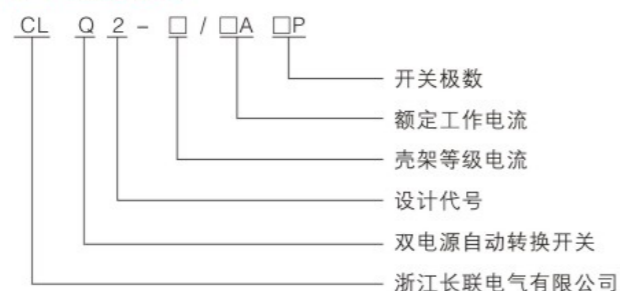 CL Q 2 - □ / □A □P
开关极数
额定工作电流
壳架等级电流
设计代号
双电源自动转换开关
浙江长联电气有限公司